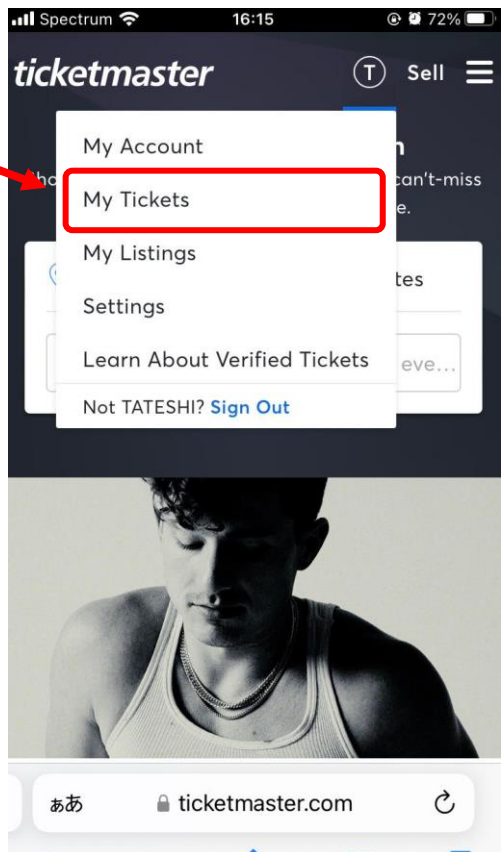 Spectrum 16:15 72%
ticketmaster T Sell
My Account
can't-miss
My Tickets
e.
My Listings
tes
Settings
Learn About Verified Tickets eve...
Not TATESHI? Sign Out
ぁあ ticketmaster.com